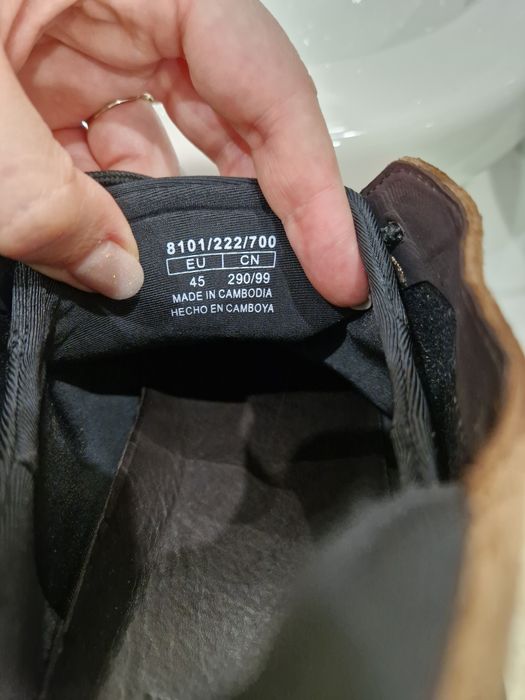 8101/222/700
EU CN
45 290/99
MADE IN CAMBODIA
HECHO EN CAMBOYA